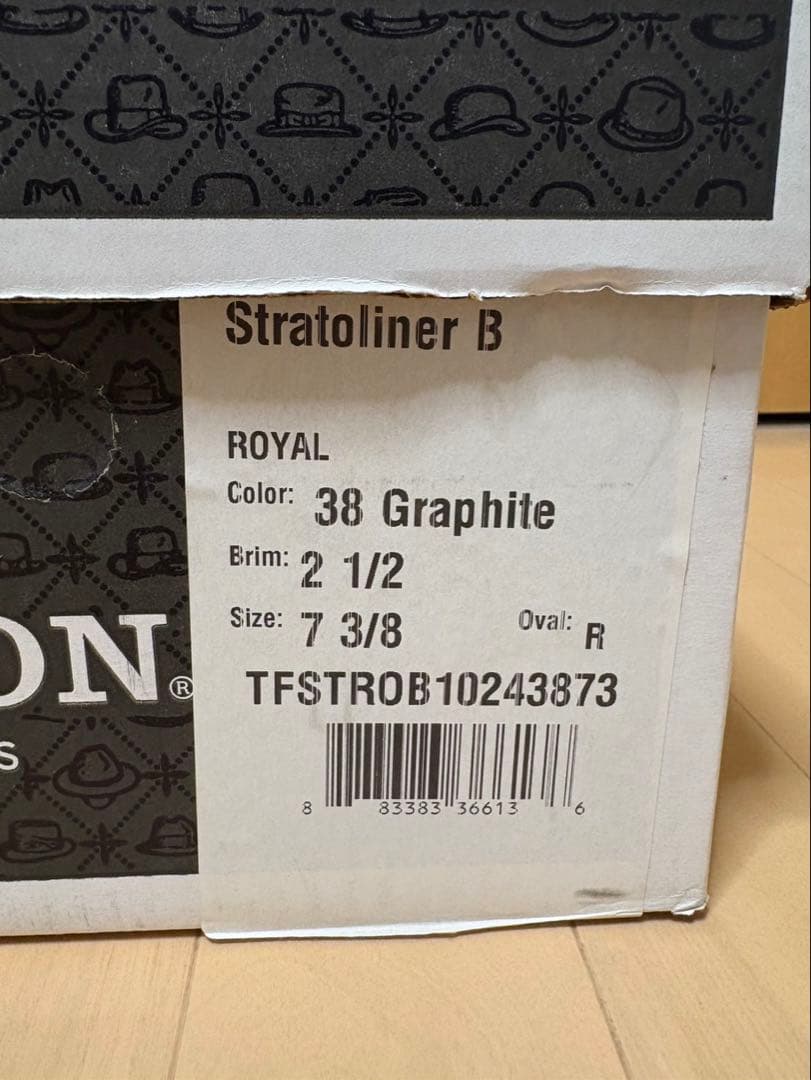 Stratoliner B
ROYAL
Color: 38 Graphite
Brim: 2 1/2
Size: 7 3/8 Oval: R
ON®
S
TFSTROB10243873
8 83383 36613 6